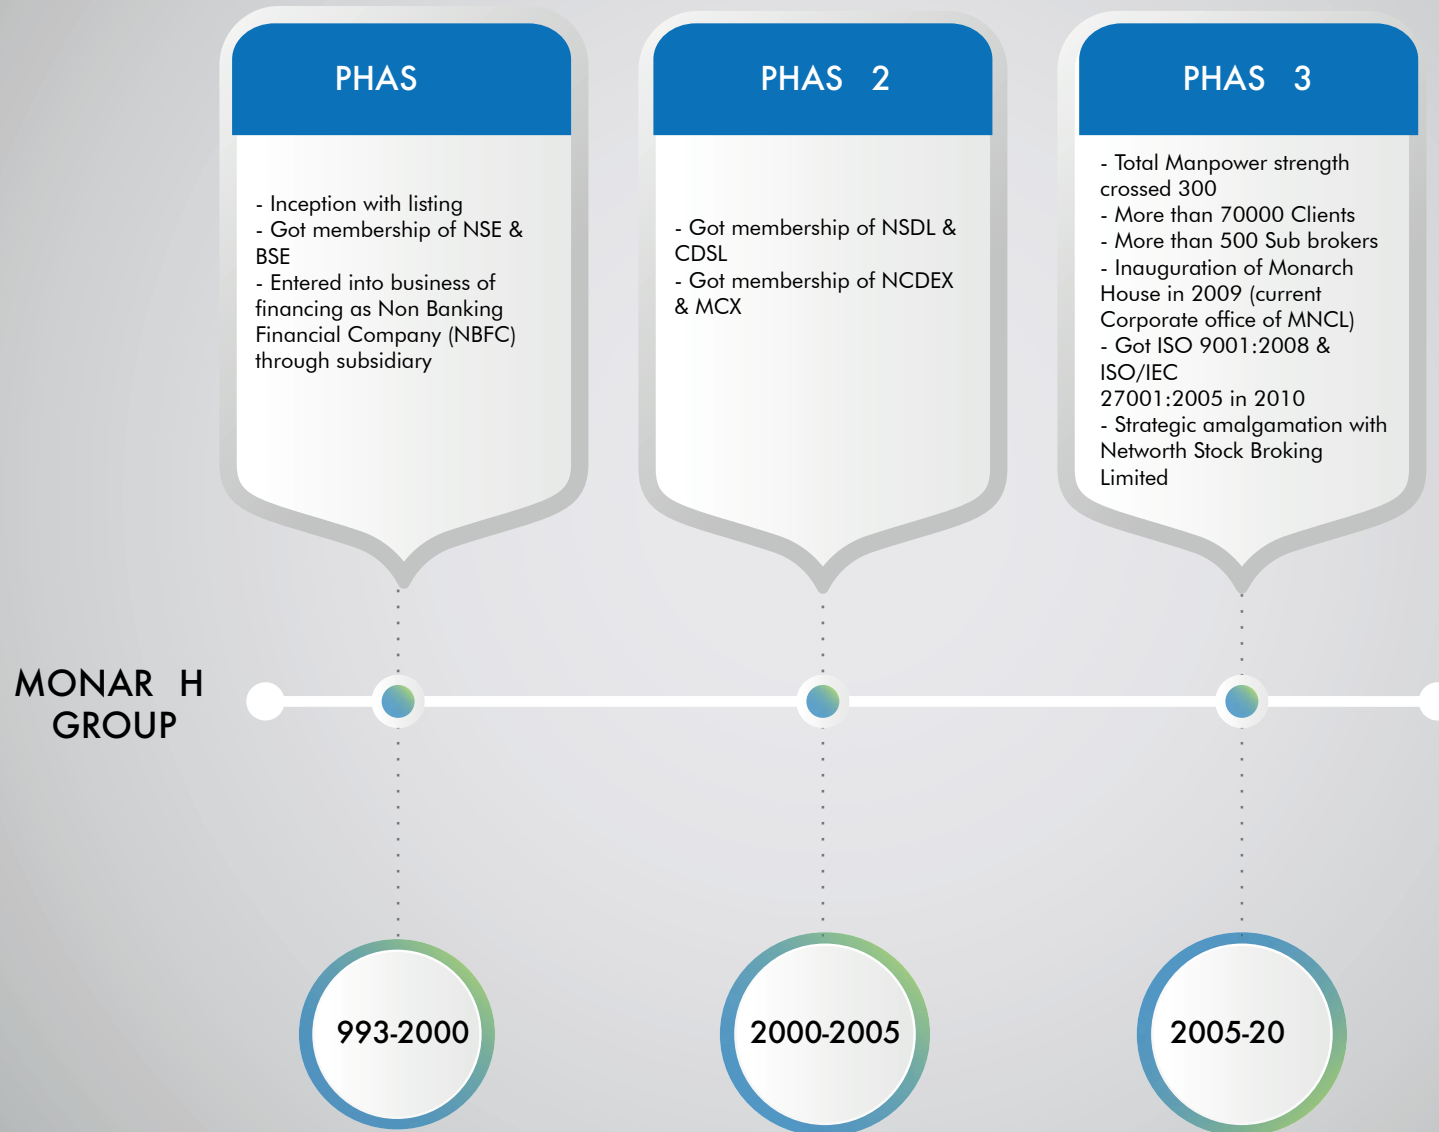 PHAS
- Inception with listing
- Got membership of NSE &
BSE
- Entered into business of
financing as Non Banking
Financial Company (NBFC)
through subsidiary
PHAS 2
- Got membership of NSDL &
CDSL
- Got membership of NCDEX
& MCX
PHAS 3
- Total Manpower strength
crossed 300
- More than 70000 Clients
- More than 500 Sub brokers
- Inauguration of Monarch
House in 2009 (current
Corporate office of MNCL)
- Got ISO 9001:2008 &
ISO/IEC
27001:2005 in 2010
- Strategic amalgamation with
Networth Stock Broking
Limited
MONAR H
GROUP
993-2000
2000-2005
2005-20